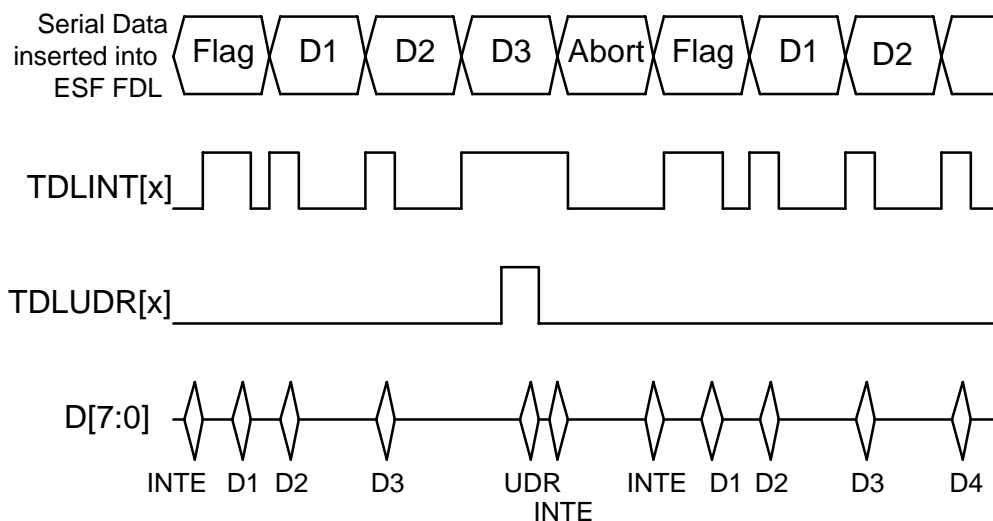 Serial Data
inserted into
ESF FDL
Flag D1 D2 D3 Abort Flag D1 D2
TDLINT[x]
TDLUDR[x]
D[7:0]
INTE D1 D2 D3 UDR INTE D1 D2 D3 D4
INTE